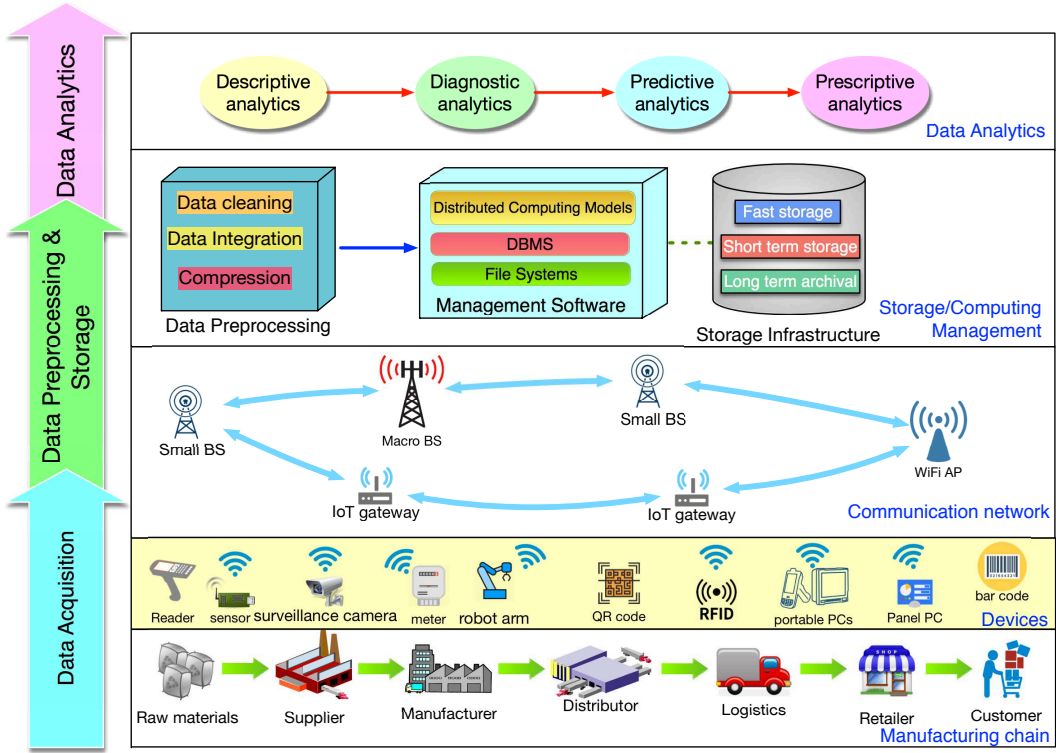 Data Analytics
Data Preprocessing &
Storage
Data Acquisition
Descriptive
analytics
Diagnostic
analytics
Predictive
analytics
Prescriptive
analytics
Data Analytics
Data cleaning
Data Integration
Compression
Data Preprocessing
Distributed Computing Models
DBMS
File Systems
Management Software
Fast storage
Short term storage
Long term archival
Storage Infrastructure
Storage/Computing
Management
Small BS
Macro BS
Small BS
WiFi AP
IoT gateway
IoT gateway
Communication network
Reader
sensor
surveillance camera
meter
robot arm
QR code
RFID
portable PCs
Panel PC
bar code
Devices
Raw materials
Supplier
Manufacturer
Distributor
Logistics
SHOP
Retailer
Customer
Manufacturing chain